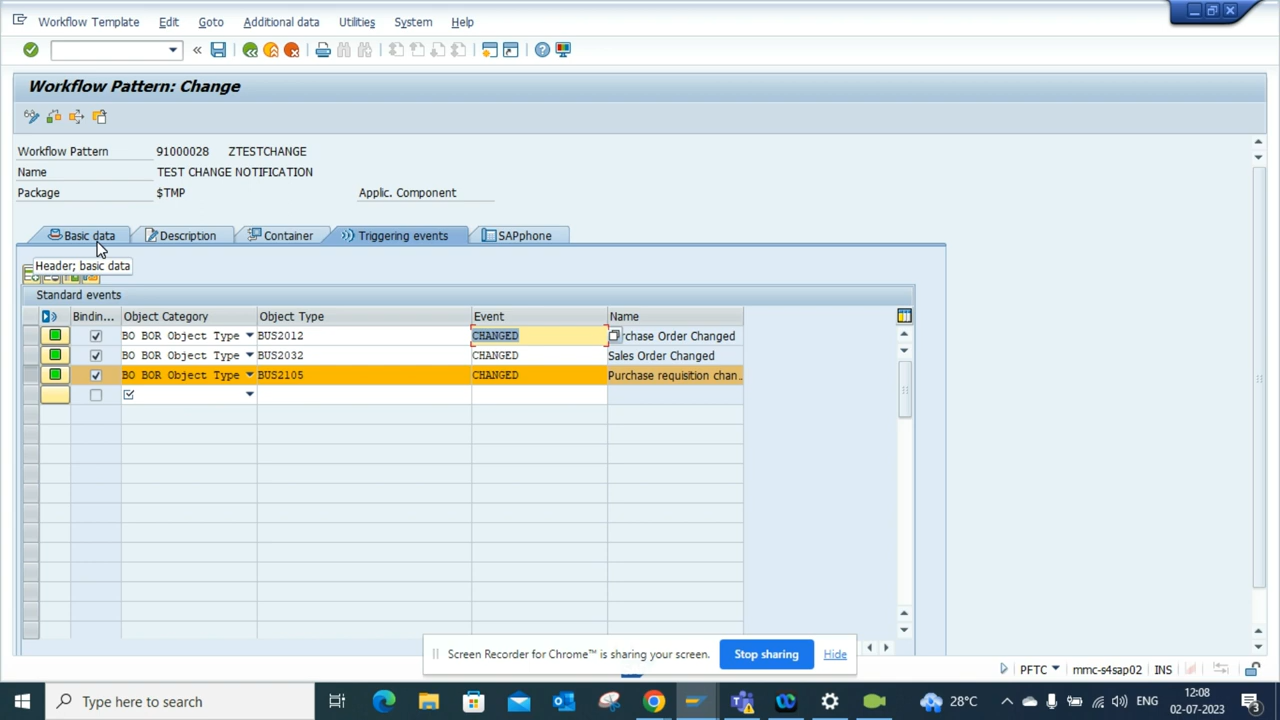 Workflow Template Edit Goto Additional data Utilities System Help
Workflow Pattern: Change
Workflow Pattern 91000028 ZTESTCHANGE
Name TEST CHANGE NOTIFICATION
Package $TMP Applic. Component
Basic data Description Container Triggering events SAPphone
Header; basic data
Standard events
Bindin... Object Category Object Type Event Name
BO BOR Object Type BUS2012 CHANGED rchase Order Changed
BO BOR Object Type BUS2032 CHANGED Sales Order Changed
BO BOR Object Type BUS2105 CHANGED Purchase requisition chan..
Screen Recorder for Chrome™ is sharing your screen. Stop sharing Hide
PFTC mmc-s4sap02 INS
Type here to search 28°C ENG 12:08
02-07-2023 3